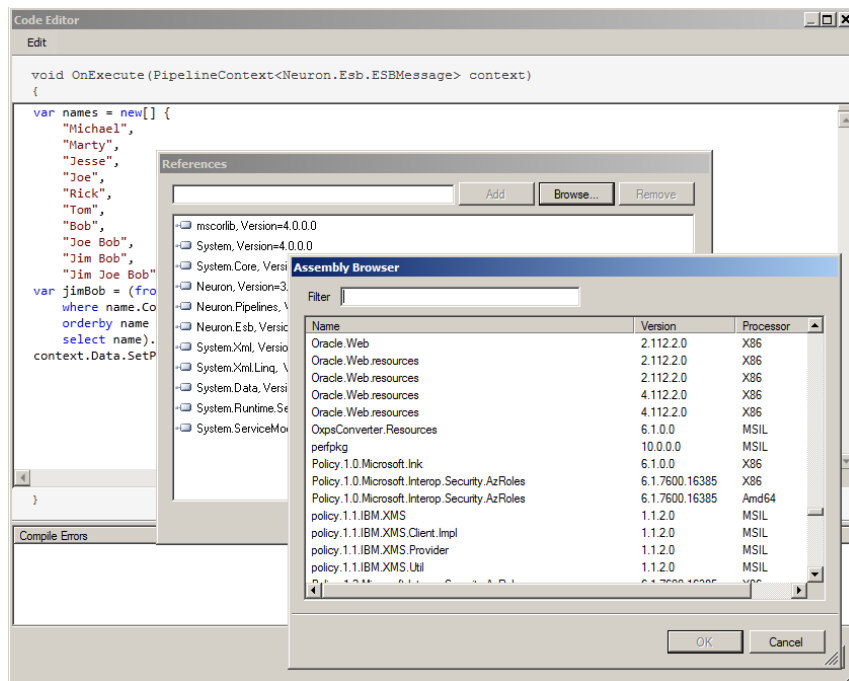 Code Editor
Edit
void OnExecute(PipelineContext<Neuron.Esb.ESBMessage> context)
{
var names = new[] {
"Michael",
"Marty",
"Jesse",
"Joe",
"Rick",
"Tom",
"Bob",
"Joe Bob",
"Jim Bob",
"Jim Joe Bob"
var jimBob = (fro
where name.Co
orderby name
select name).
context.Data.SetP
}
Compile Errors
References
Add Browse... Remove
mscorlib, Version=4.0.0.0
System, Version=4.0.0.0
System.Core, Versi
Neuron, Version=3.
Neuron.Pipelines, V
Neuron.Esb, Versic
System.Xml, Versio
System.Xml.Linq, V
System.Data, Versi
System.Runtime.Se
System.ServiceMo
Assembly Browser
Filter
Name Version Processor
Oracle.Web 2.112.2.0 X86
Oracle.Web.resources 2.112.2.0 X86
Oracle.Web.resources 2.112.2.0 X86
Oracle.Web.resources 4.112.2.0 X86
Oracle.Web.resources 4.112.2.0 X86
OxpsConverter.Resources 6.1.0.0 MSIL
perfpkg 10.0.0.0 MSIL
Policy.1.0.Microsoft.Ink 6.1.0.0 X86
Policy.1.0.Microsoft.Interop.Security.AzRoles 6.1.7600.16385 X86
Policy.1.0.Microsoft.Interop.Security.AzRoles 6.1.7600.16385 Amd64
policy.1.1.IBM.XMS 1.1.2.0 MSIL
policy.1.1.IBM.XMS.Client.Impl 1.1.2.0 MSIL
policy.1.1.IBM.XMS.Provider 1.1.2.0 MSIL
policy.1.1.IBM.XMS.Util 1.1.2.0 MSIL
OK Cancel